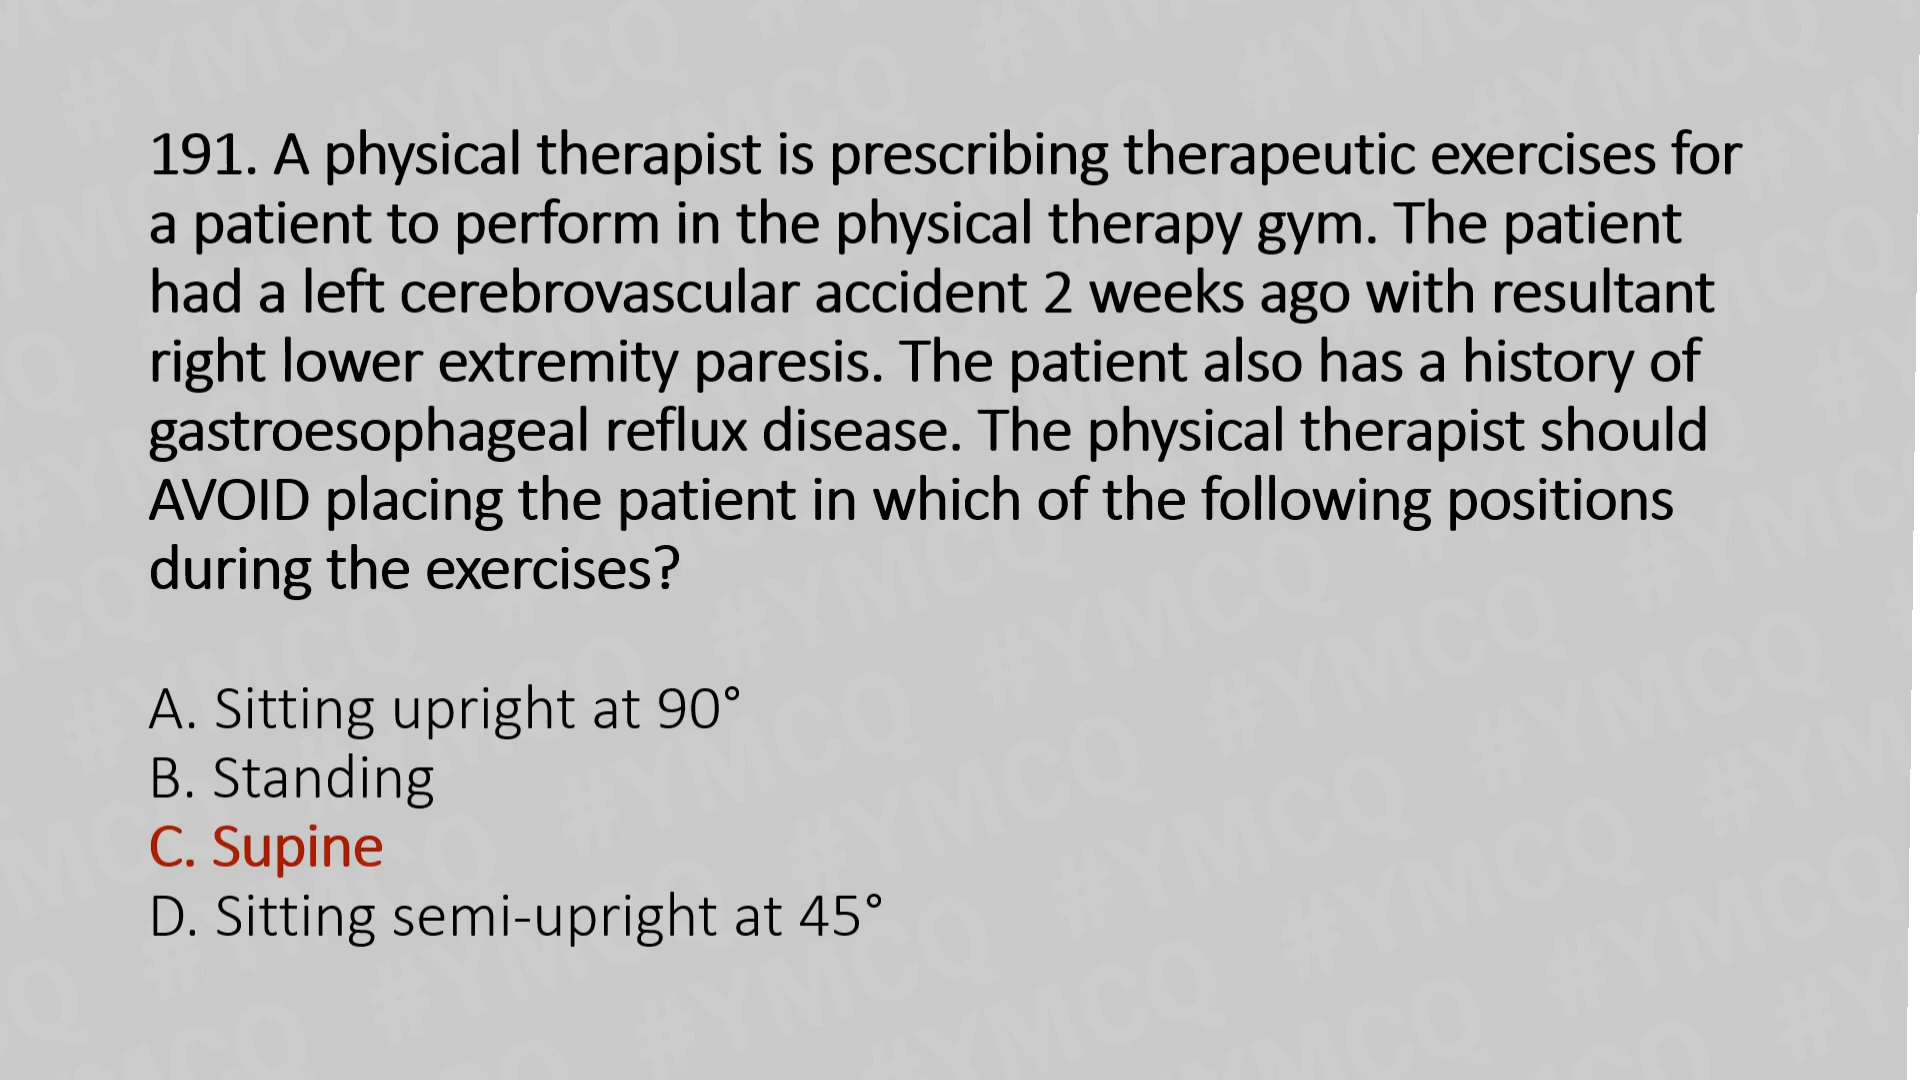 191. A physical therapist is prescribing therapeutic exercises for
a patient to perform in the physical therapy gym. The patient
had a left cerebrovascular accident 2 weeks ago with resultant
right lower extremity paresis. The patient also has a history of
gastroesophageal reflux disease. The physical therapist should
AVOID placing the patient in which of the following positions
during the exercises?
A. Sitting upright at 90°
B. Standing
C. Supine
D. Sitting semi-upright at 45°
#YMCQ